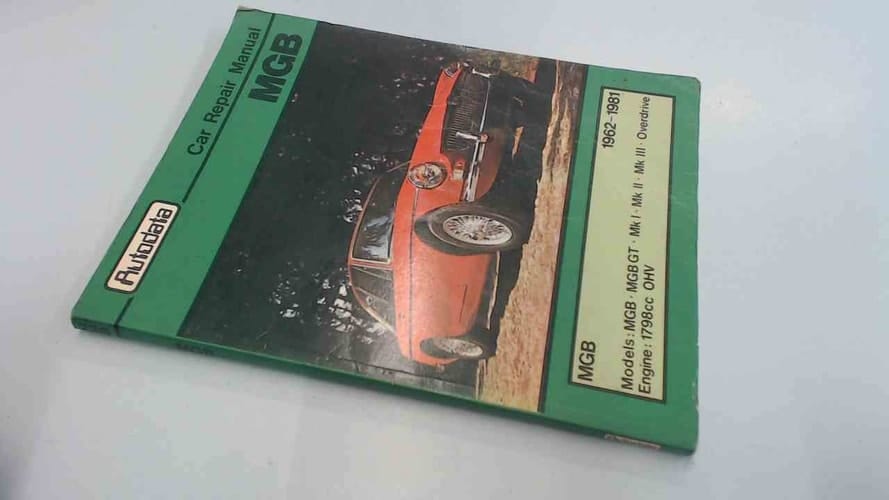 Autodata
Car Repair Manual
MGB
MGB 1962-1981
Models: MGB · MGB GT · Mk I · Mk II · Mk III · Overdrive
Engine: 1798cc OHV
MGB